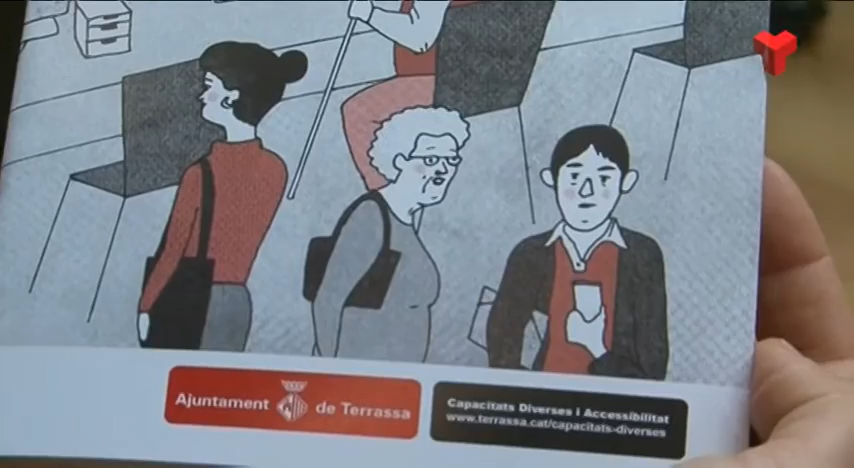 Ajuntament de Terrassa
Capacitats Diverses i Accessibilitat
www.terrassa.cat/capacitats-diverses